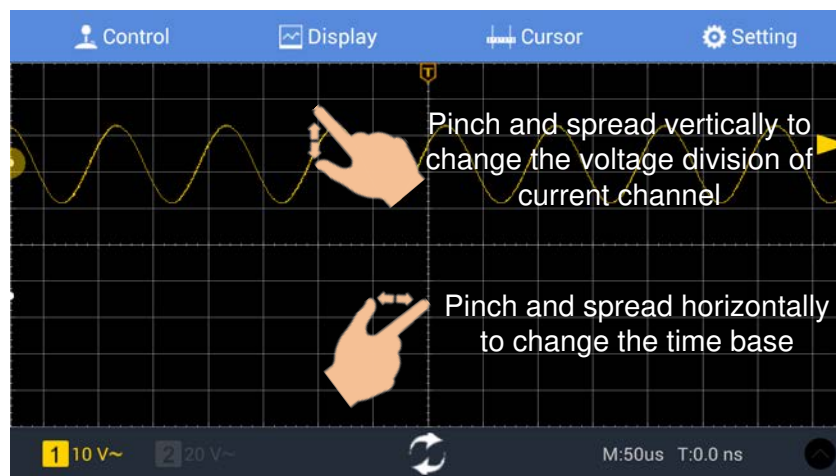 Control Display Cursor Setting
T
Pinch and spread vertically to
change the voltage division of
current channel
Pinch and spread horizontally
to change the time base
1 10 V~ 2 20 V~ M:50us T:0.0 ns